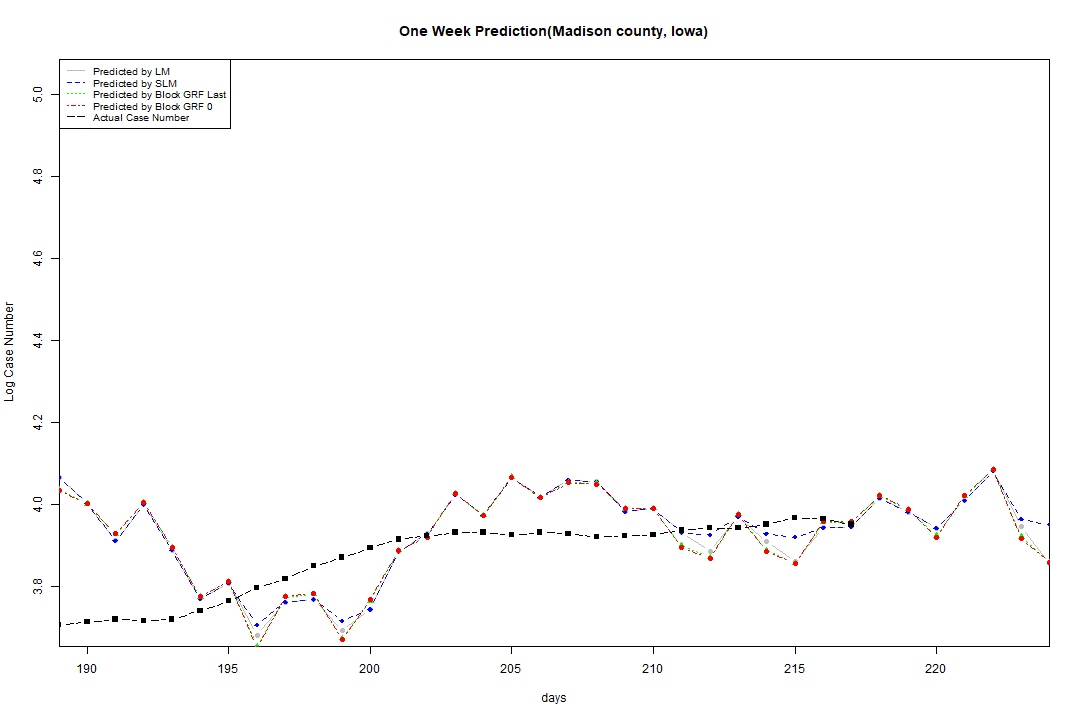 One Week Prediction(Madison county, Iowa)
Predicted by LM
Predicted by SLM
Predicted by Block GRF Last
Predicted by Block GRF 0
Actual Case Number
5.0
4.8
4.6
4.4
4.2
4.0
3.8
Log Case Number
190 195 200 205 210 215 220
days